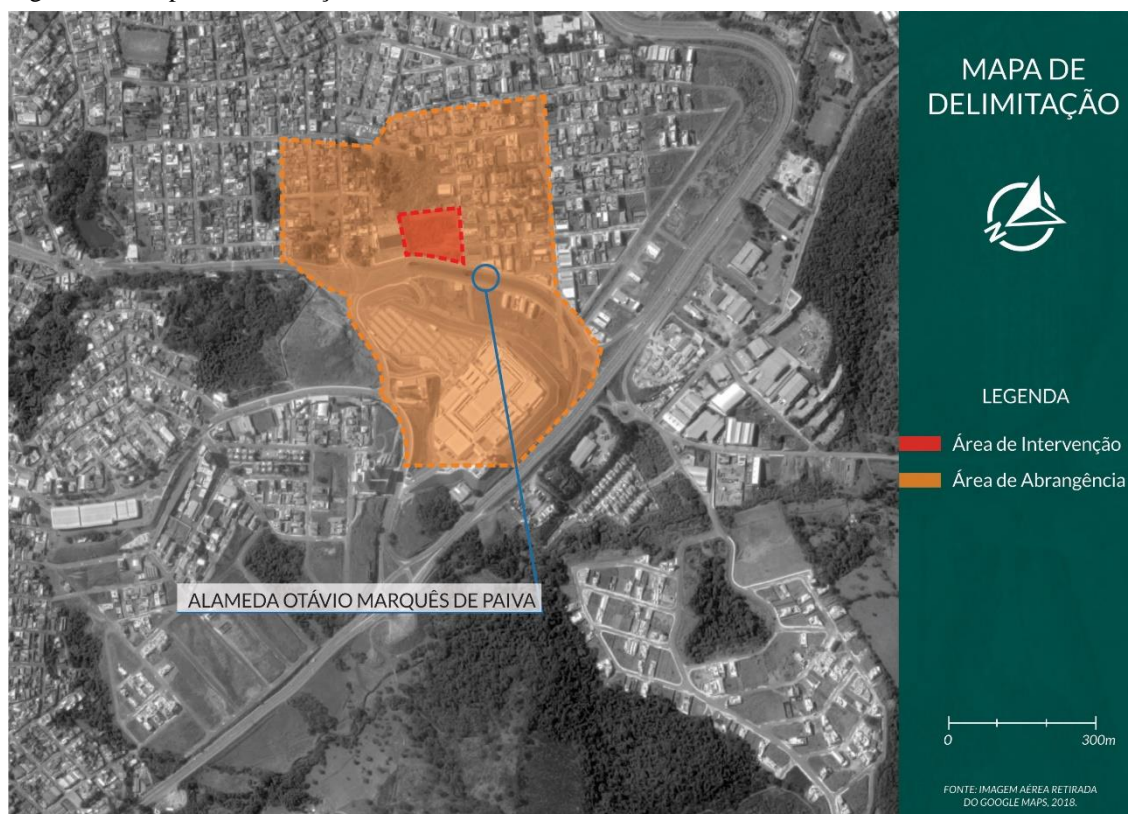 MAPA DE
DELIMITAÇÃO
N
LEGENDA
Área de Intervenção
Área de Abrangência
ALAMEDA OTÁVIO MARQUÊS DE PAIVA
0 300m
FONTE: IMAGEM AÉREA RETIRADA
DO GOOGLE MAPS, 2018.